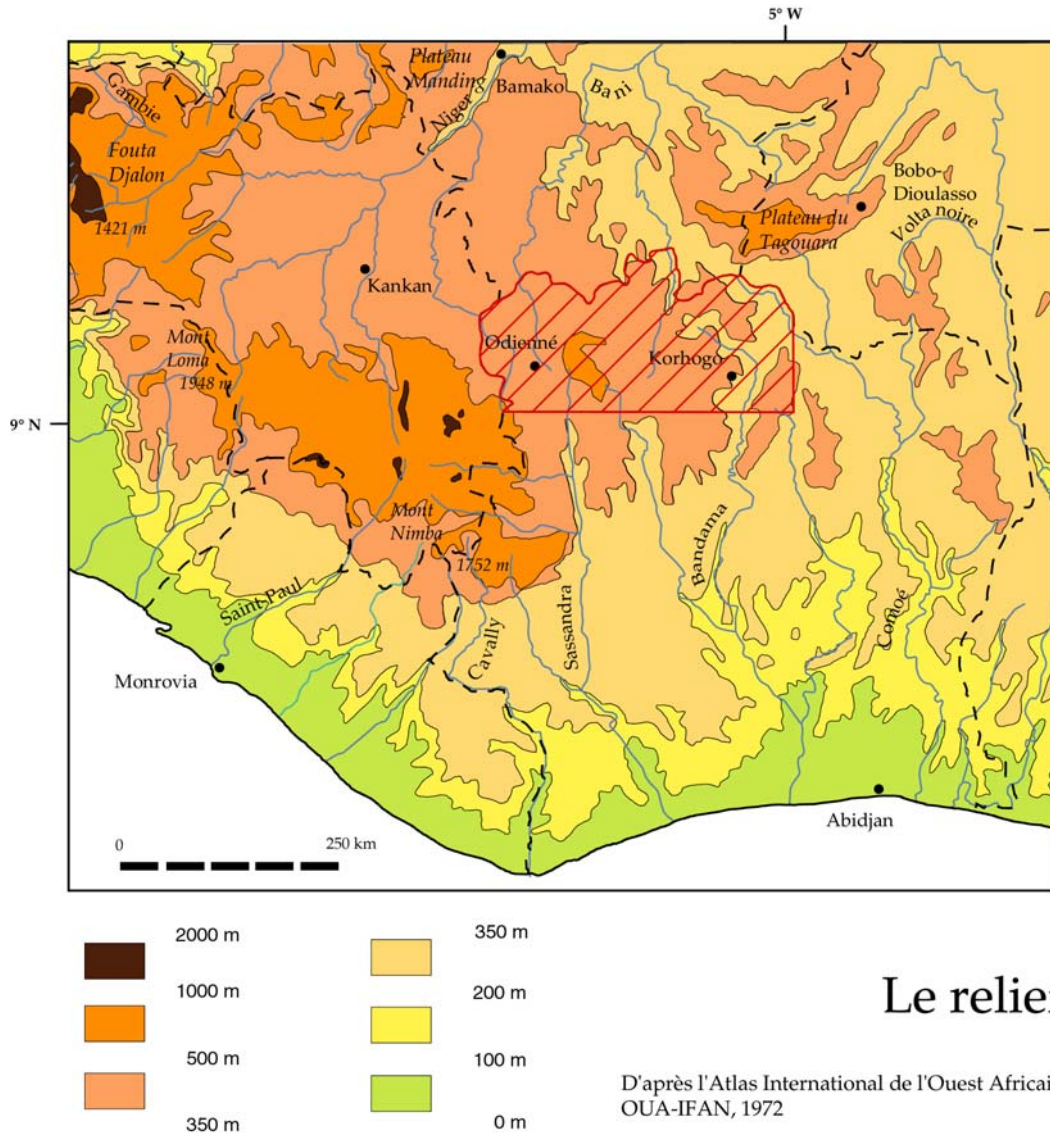 5° W
Plateau
Manding
Bamako
Niger
Bani
Gambie
Fouta
Djalon
1421 m
Bobo-
Dioulasso
Volta noire
Plateau du
Tagouara
Kankan
Mont
Loma
1948 m
Odienné
Korhogo
9° N
Mont
Nimba
1752 m
Saint-Paul
Cavally
Sassandra
Bandama
Comoé
Monrovia
Abidjan
0 250 km
2000 m
1000 m
500 m
350 m
350 m
200 m
100 m
0 m
Le relie
D'après l'Atlas International de l'Ouest Africai
OUA-IFAN, 1972